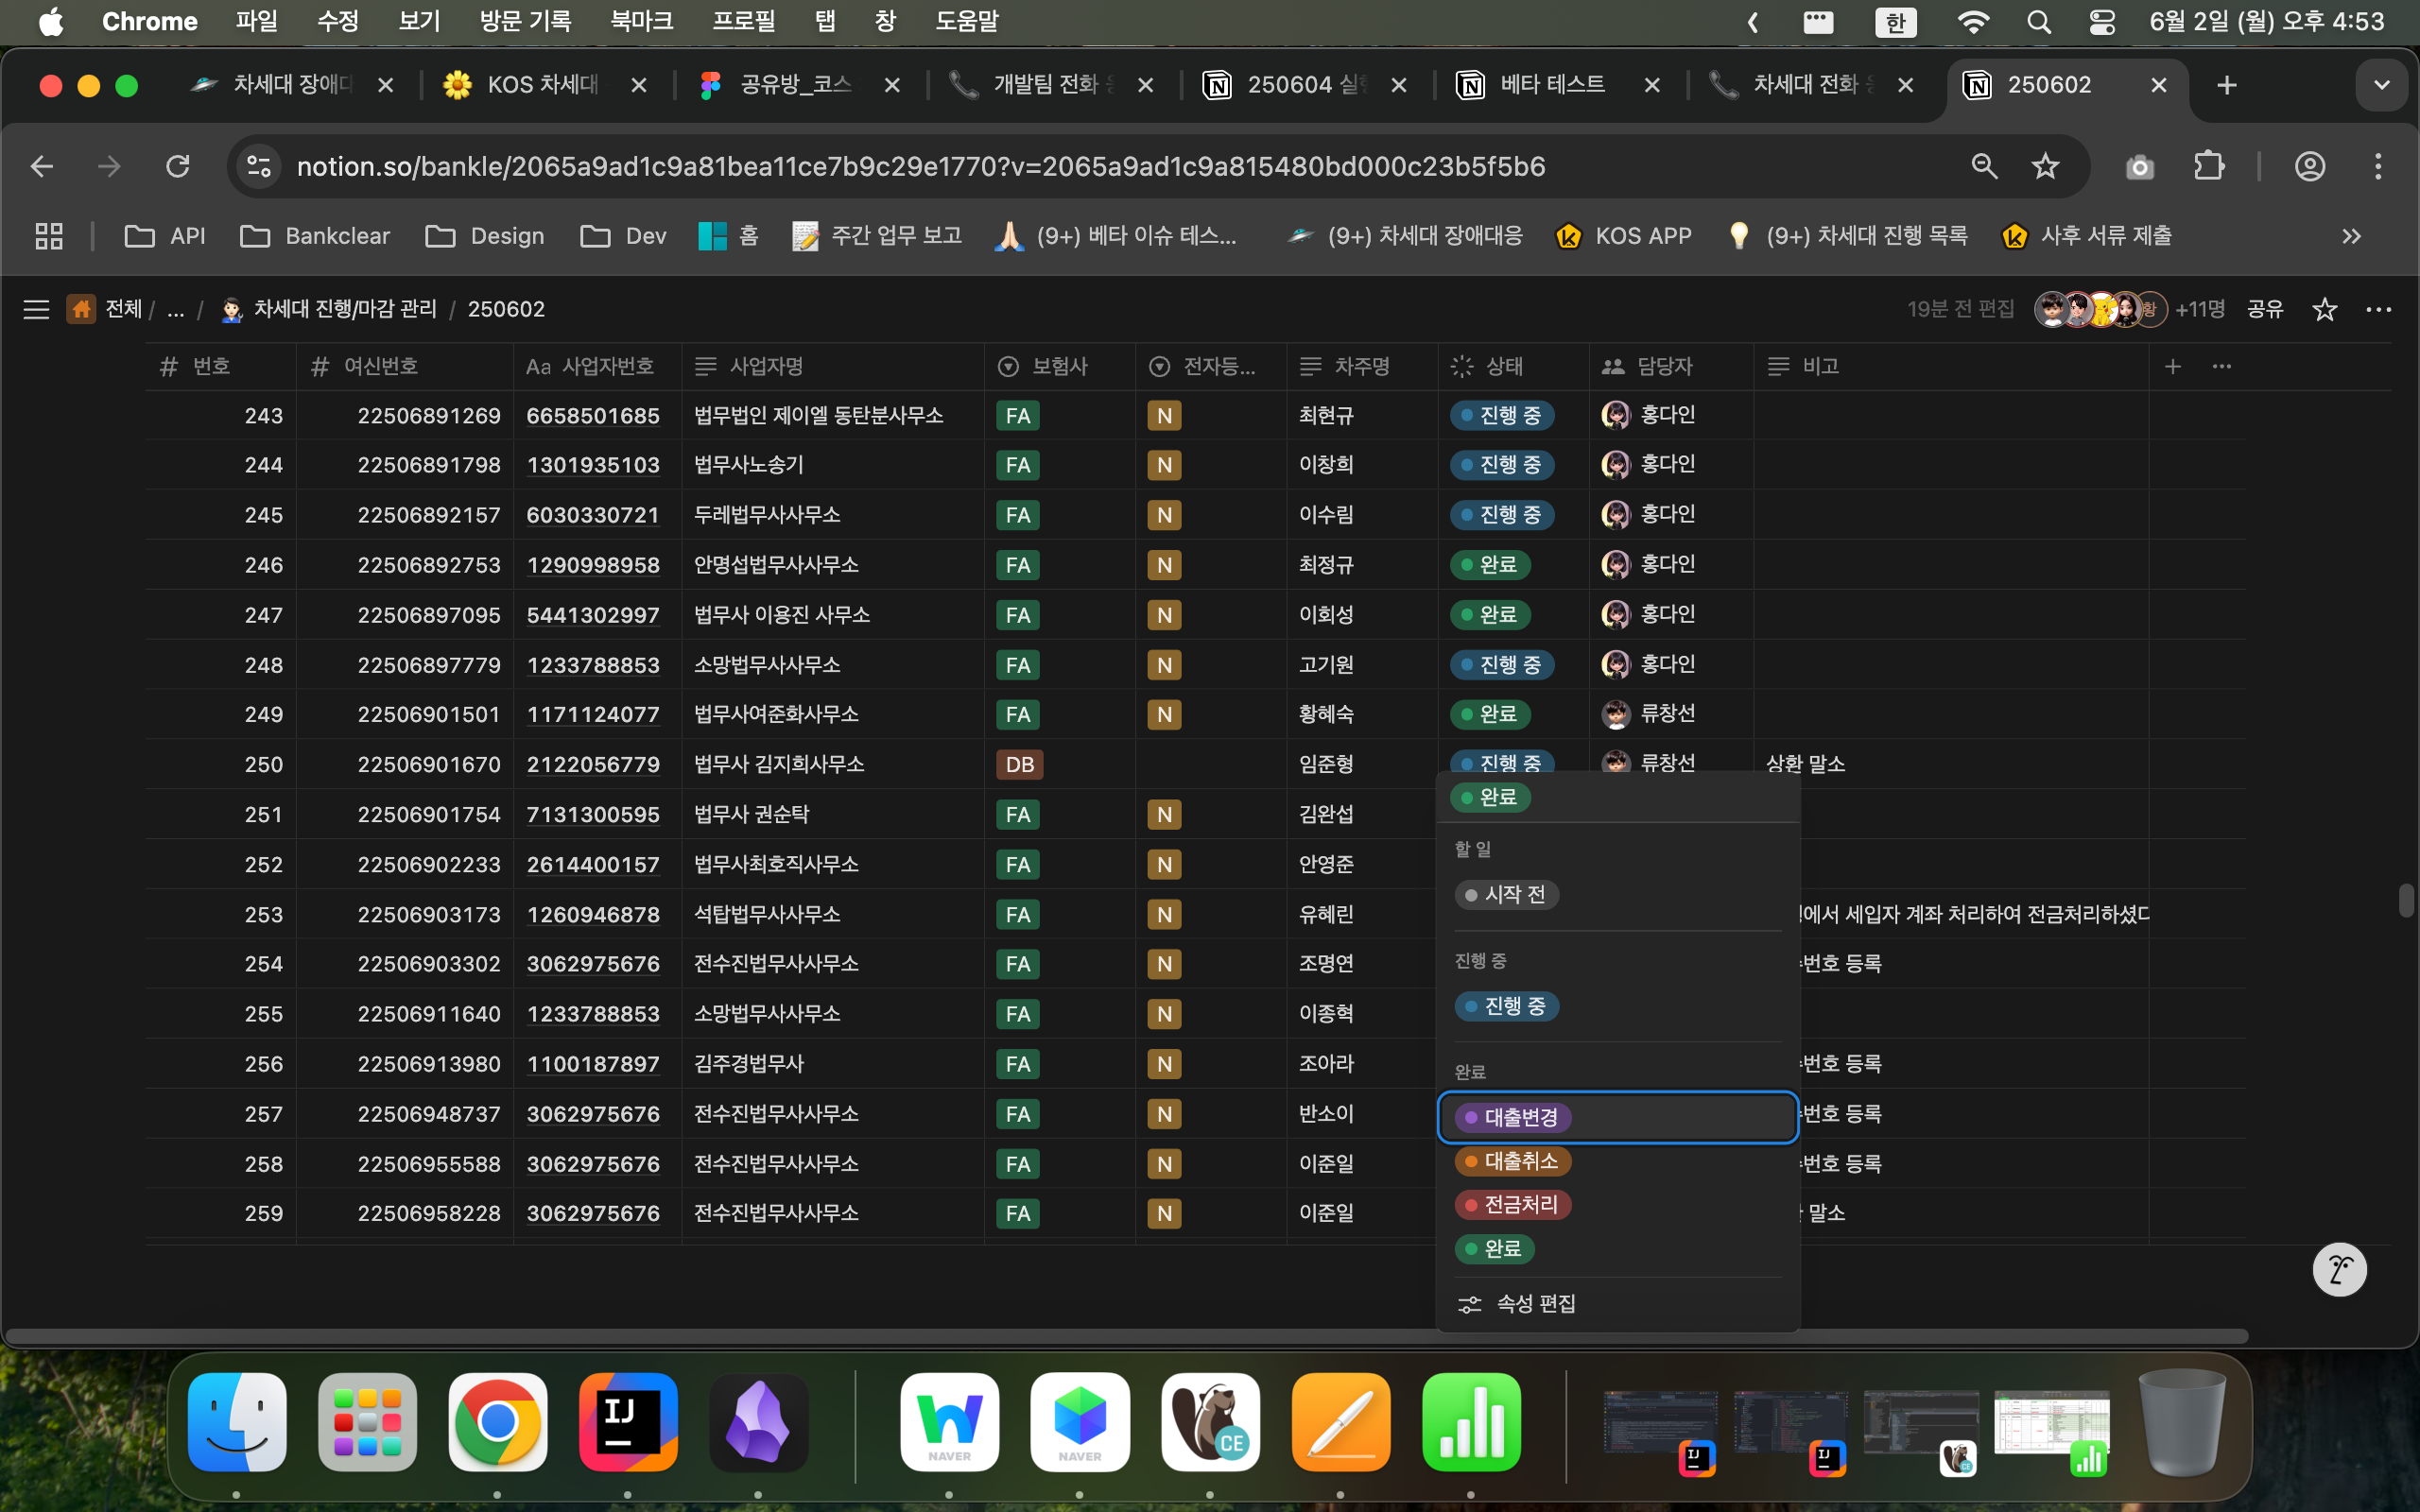 Chrome 파일 수정 보기 방문 기록 북마크 프로필 탭 창 도움말 한 6월 2일 (월) 오후 4:53
차세대 장애대 KOS 차세대 공유방_코스 개발팀 전화 250604 실 베타 테스트 차세대 전화 250602
notion.so/bankle/2065a9ad1c9a81bea11ce7b9c29e1770?v=2065a9ad1c9a815480bd000c23b5f5b6
API Bankclear Design Dev 홈 주간 업무 보고 (9+) 베타 이슈 테스... (9+) 차세대 장애대응 KOS APP (9+) 차세대 진행 목록 사후 서류 제출
전체 / ... / 차세대 진행/마감 관리 / 250602 19분 전 편집 황 +11명 공유
# 번호 # 여신번호 Aa 사업자번호 사업자명 보험사 전자등... 차주명 상태 담당자 비고
243 22506891269 6658501685 법무법인 제이엘 동탄분사무소 FA N 최현규 진행 중 홍다인
244 22506891798 1301935103 법무사노송기 FA N 이창희 진행 중 홍다인
245 22506892157 6030330721 두레법무사사무소 FA N 이수림 진행 중 홍다인
246 22506892753 1290998958 안명섭법무사사무소 FA N 최정규 완료 홍다인
247 22506897095 5441302997 법무사 이용진 사무소 FA N 이회성 완료 홍다인
248 22506897779 1233788853 소망법무사사무소 FA N 고기원 진행 중 홍다인
249 22506901501 1171124077 법무사여준화사무소 FA N 황혜숙 완료 류창선
250 22506901670 2122056779 법무사 김지희사무소 DB 임준형 진행 중 류창선 상환 말소
251 22506901754 7131300595 법무사 권순탁 FA N 김완섭
252 22506902233 2614400157 법무사최호직사무소 FA N 안영준
253 22506903173 1260946878 석탑법무사사무소 FA N 유혜린 에서 세입자 계좌 처리하여 전금처리하셨다
254 22506903302 3062975676 전수진법무사사무소 FA N 조명연 번호 등록
255 22506911640 1233788853 소망법무사사무소 FA N 이종혁
256 22506913980 1100187897 김주경법무사 FA N 조아라 번호 등록
257 22506948737 3062975676 전수진법무사사무소 FA N 반소이 번호 등록
258 22506955588 3062975676 전수진법무사사무소 FA N 이준일 번호 등록
259 22506958228 3062975676 전수진법무사사무소 FA N 이준일 말소
완료
할 일
시작 전
진행 중
진행 중
완료
대출변경
대출취소
전금처리
완료
속성 편집
IJ NAVER NAVER CE IJ IJ CE